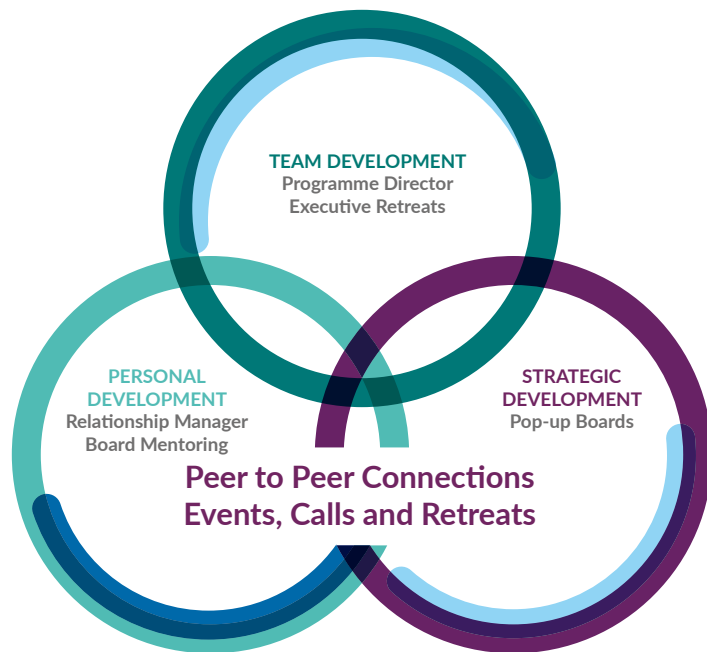 TEAM DEVELOPMENT
Programme Director
Executive Retreats
PERSONAL
DEVELOPMENT
Relationship Manager
Board Mentoring
STRATEGIC
DEVELOPMENT
Pop-up Boards
Peer to Peer Connections
Events, Calls and Retreats